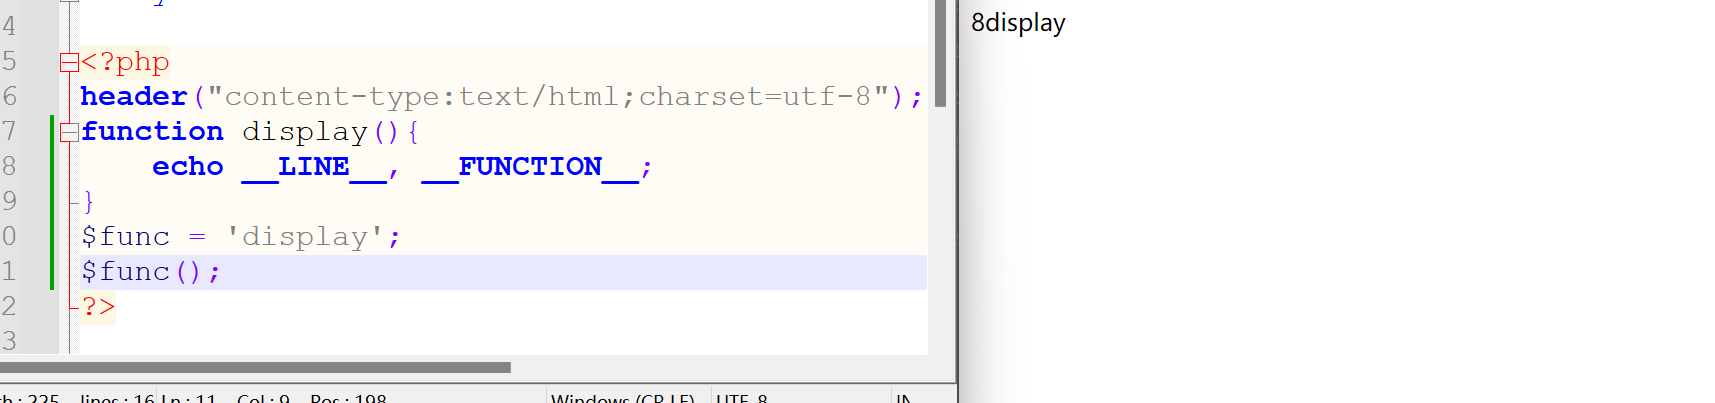 4
5 <?php
6 header("content-type:text/html;charset=utf-8");
7 function display(){
8 echo __LINE__, __FUNCTION__;
9 }
0 $func = 'display';
1 $func();
2 ?>
3
8display
225 lines : 16 Ln : 11 Col : 9 Pos : 198 Windows (CR LF) UTF-8 IN